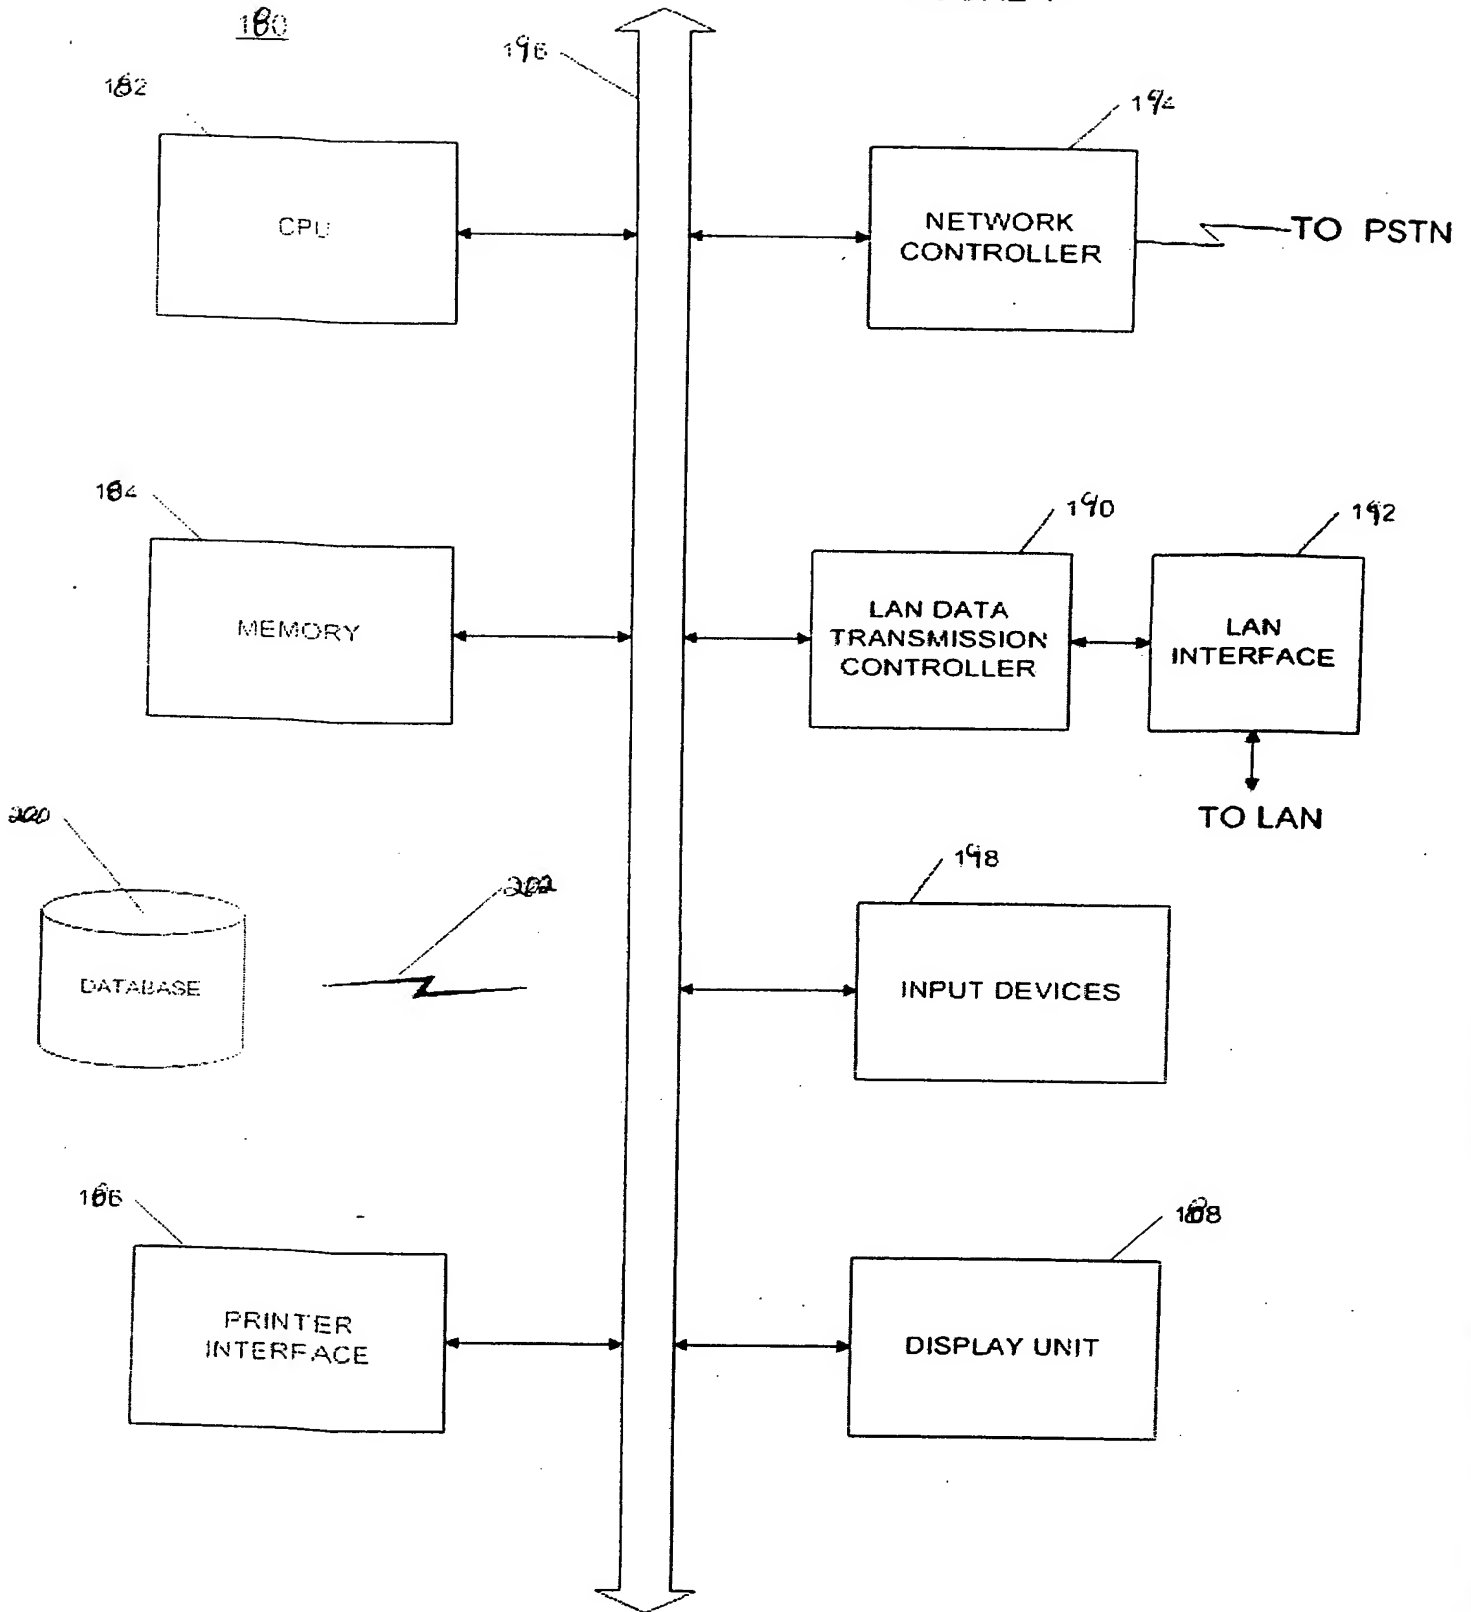 180
196
182
194
CPU
NETWORK
CONTROLLER
TO PSTN
184
190
192
MEMORY
LAN DATA
TRANSMISSION
CONTROLLER
LAN
INTERFACE
TO LAN
200
198
202
DATABASE
INPUT DEVICES
186
188
PRINTER
INTERFACE
DISPLAY UNIT